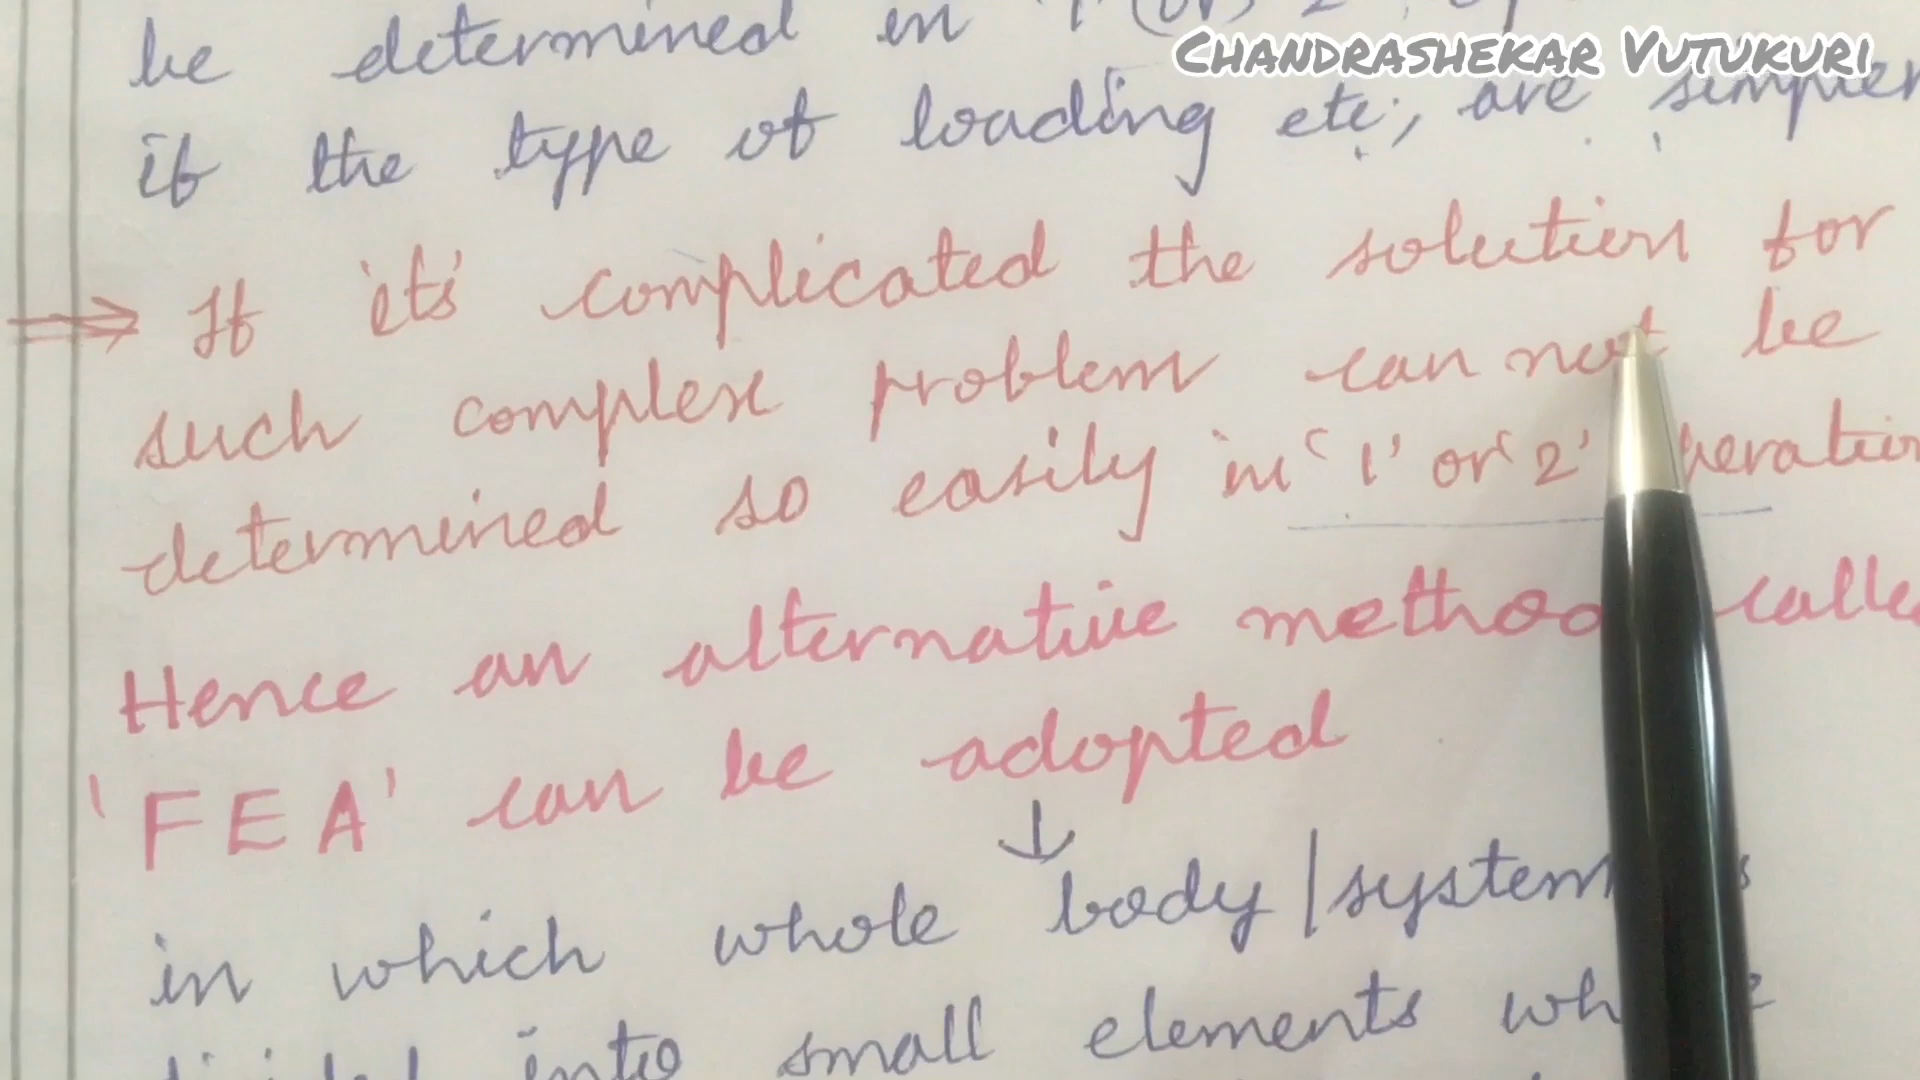 CHANDRASHEKAR VUTUKURI
be determined in
if the type of loading etc; are simpler
⇒ If it's complicated the solution for
such complex problem can not be
determined so easily in '1' or '2'
Hence an alternative method
'FEA' can be adopted
↓
in which whole body/system
into small elements